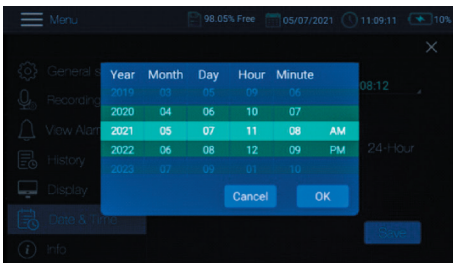 Menu 98.05% Free 05/07/2021 11:09:11 10%
General s
Recording
View Alarm
History
Display
Date & Time
Info
08:12
24-Hour
Save
Year Month Day Hour Minute
2019 03 05 09 06
2020 04 06 10 07
2021 05 07 11 08 AM
2022 06 08 12 09 PM
2023 07 09 01 10
Cancel OK